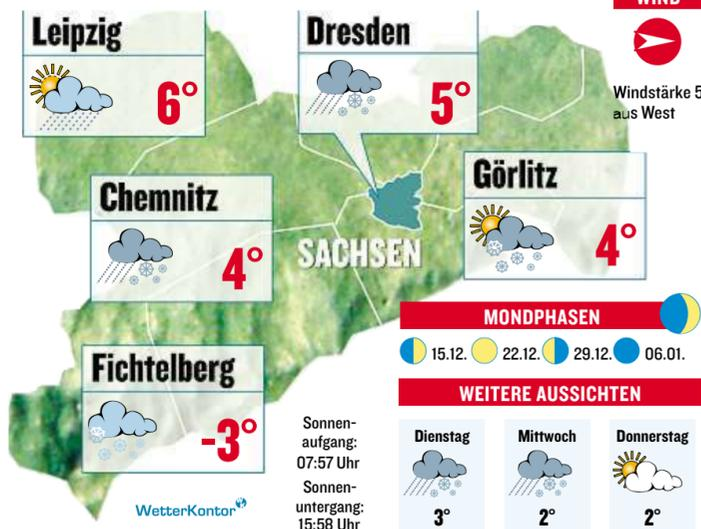 WIND
Leipzig
6°
Dresden
5°
Windstärke 5
aus West
Chemnitz
4°
Görlitz
4°
SACHSEN
Fichtelberg
-3°
MONDPHASEN
15.12. 22.12. 29.12. 06.01.
WEITERE AUSSICHTEN
Dienstag Mittwoch Donnerstag
3° 2° 2°
Sonnen-
aufgang:
07:57 Uhr
Sonnen-
untergang:
15:58 Uhr
WetterKontor